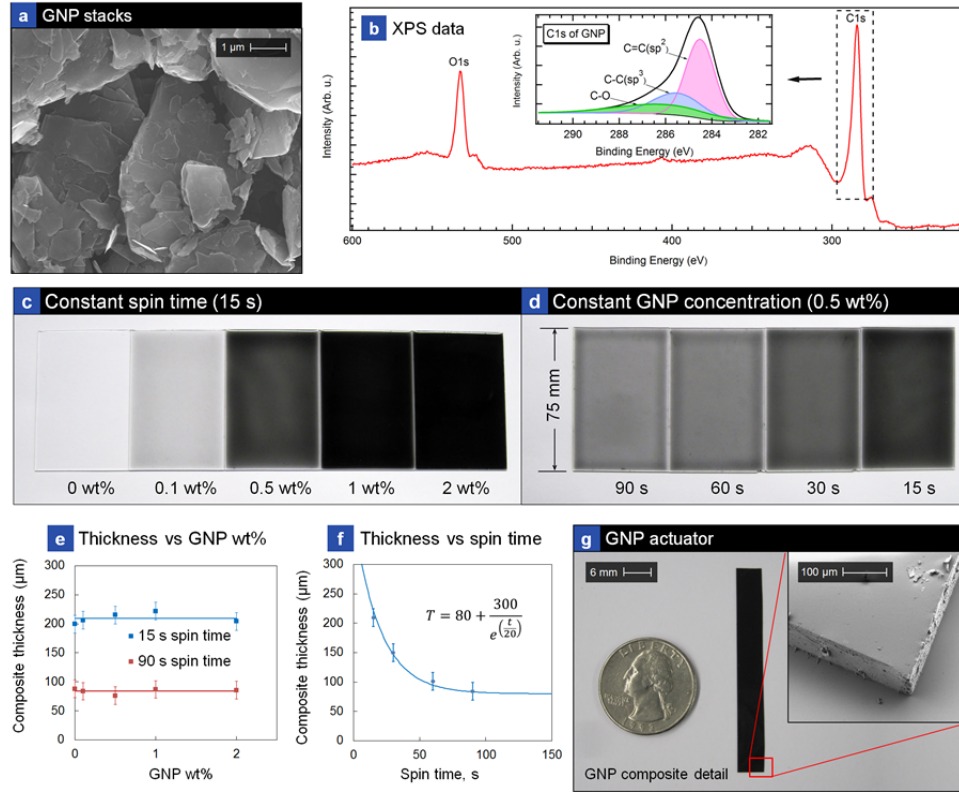 a GNP stacks
1 μm
b XPS data
Intensity (Arb. u.)
O1s
C1s
C1s of GNP
Intensity (Arb. u.)
C=C(sp²)
C-C(sp³)
C-O
290 288 286 284 282
Binding Energy (eV)
600 500 400 300
Binding Energy (eV)
c Constant spin time (15 s)
0 wt% 0.1 wt% 0.5 wt% 1 wt% 2 wt%
d Constant GNP concentration (0.5 wt%)
75 mm
90 s 60 s 30 s 15 s
e Thickness vs GNP wt%
Composite thickness (μm)
300
250
200
150
100
50
0
15 s spin time
90 s spin time
0 1 2
GNP wt%
f Thickness vs spin time
Composite thickness (μm)
300
250
200
150
100
50
0
T = 80 + 300 / e^(t/20)
0 50 100 150
Spin time, s
g GNP actuator
6 mm
100 μm
LIBERTY
GNP composite detail